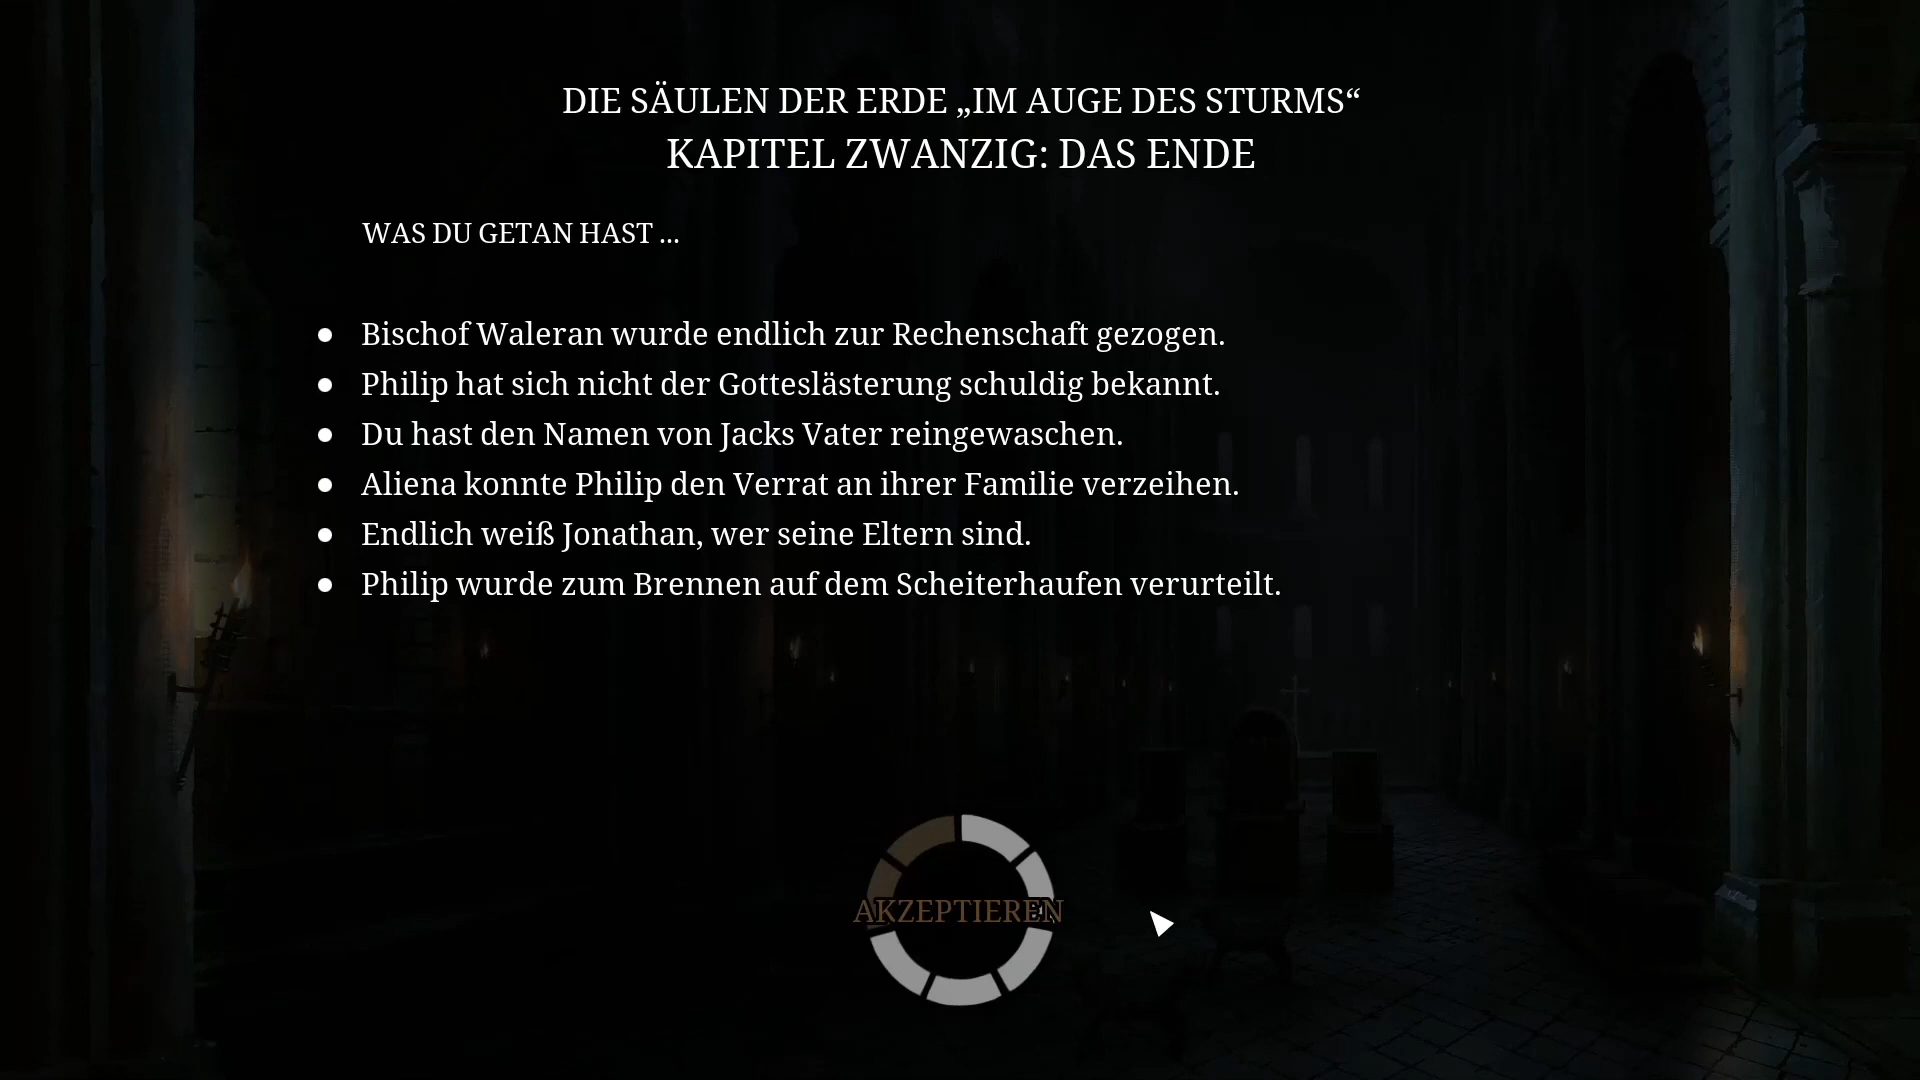 DIE SÄULEN DER ERDE „IM AUGE DES STURMS“
KAPITEL ZWANZIG: DAS ENDE
WAS DU GETAN HAST ...
● Bischof Waleran wurde endlich zur Rechenschaft gezogen.
● Philip hat sich nicht der Gotteslästerung schuldig bekannt.
● Du hast den Namen von Jacks Vater reingewaschen.
● Aliena konnte Philip den Verrat an ihrer Familie verzeihen.
● Endlich weiß Jonathan, wer seine Eltern sind.
● Philip wurde zum Brennen auf dem Scheiterhaufen verurteilt.
AKZEPTIEREN